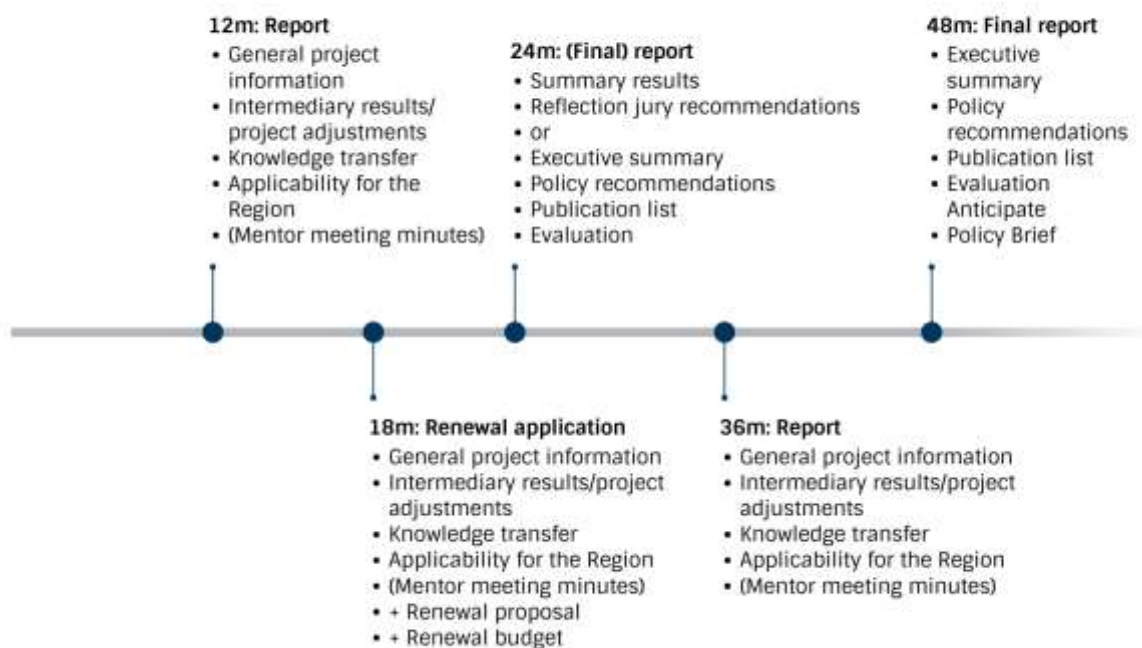 12m: Report
• General project
information
• Intermediary results/
project adjustments
• Knowledge transfer
• Applicability for the
Region
• (Mentor meeting minutes)
24m: (Final) report
• Summary results
• Reflection jury recommendations
• or
• Executive summary
• Policy recommendations
• Publication list
• Evaluation
48m: Final report
• Executive
summary
• Policy
recommendations
• Publication list
• Evaluation
Anticipate
• Policy Brief
18m: Renewal application
• General project information
• Intermediary results/project
adjustments
• Knowledge transfer
• Applicability for the Region
• (Mentor meeting minutes)
• + Renewal proposal
• + Renewal budget
36m: Report
• General project information
• Intermediary results/project
adjustments
• Knowledge transfer
• Applicability for the Region
• (Mentor meeting minutes)